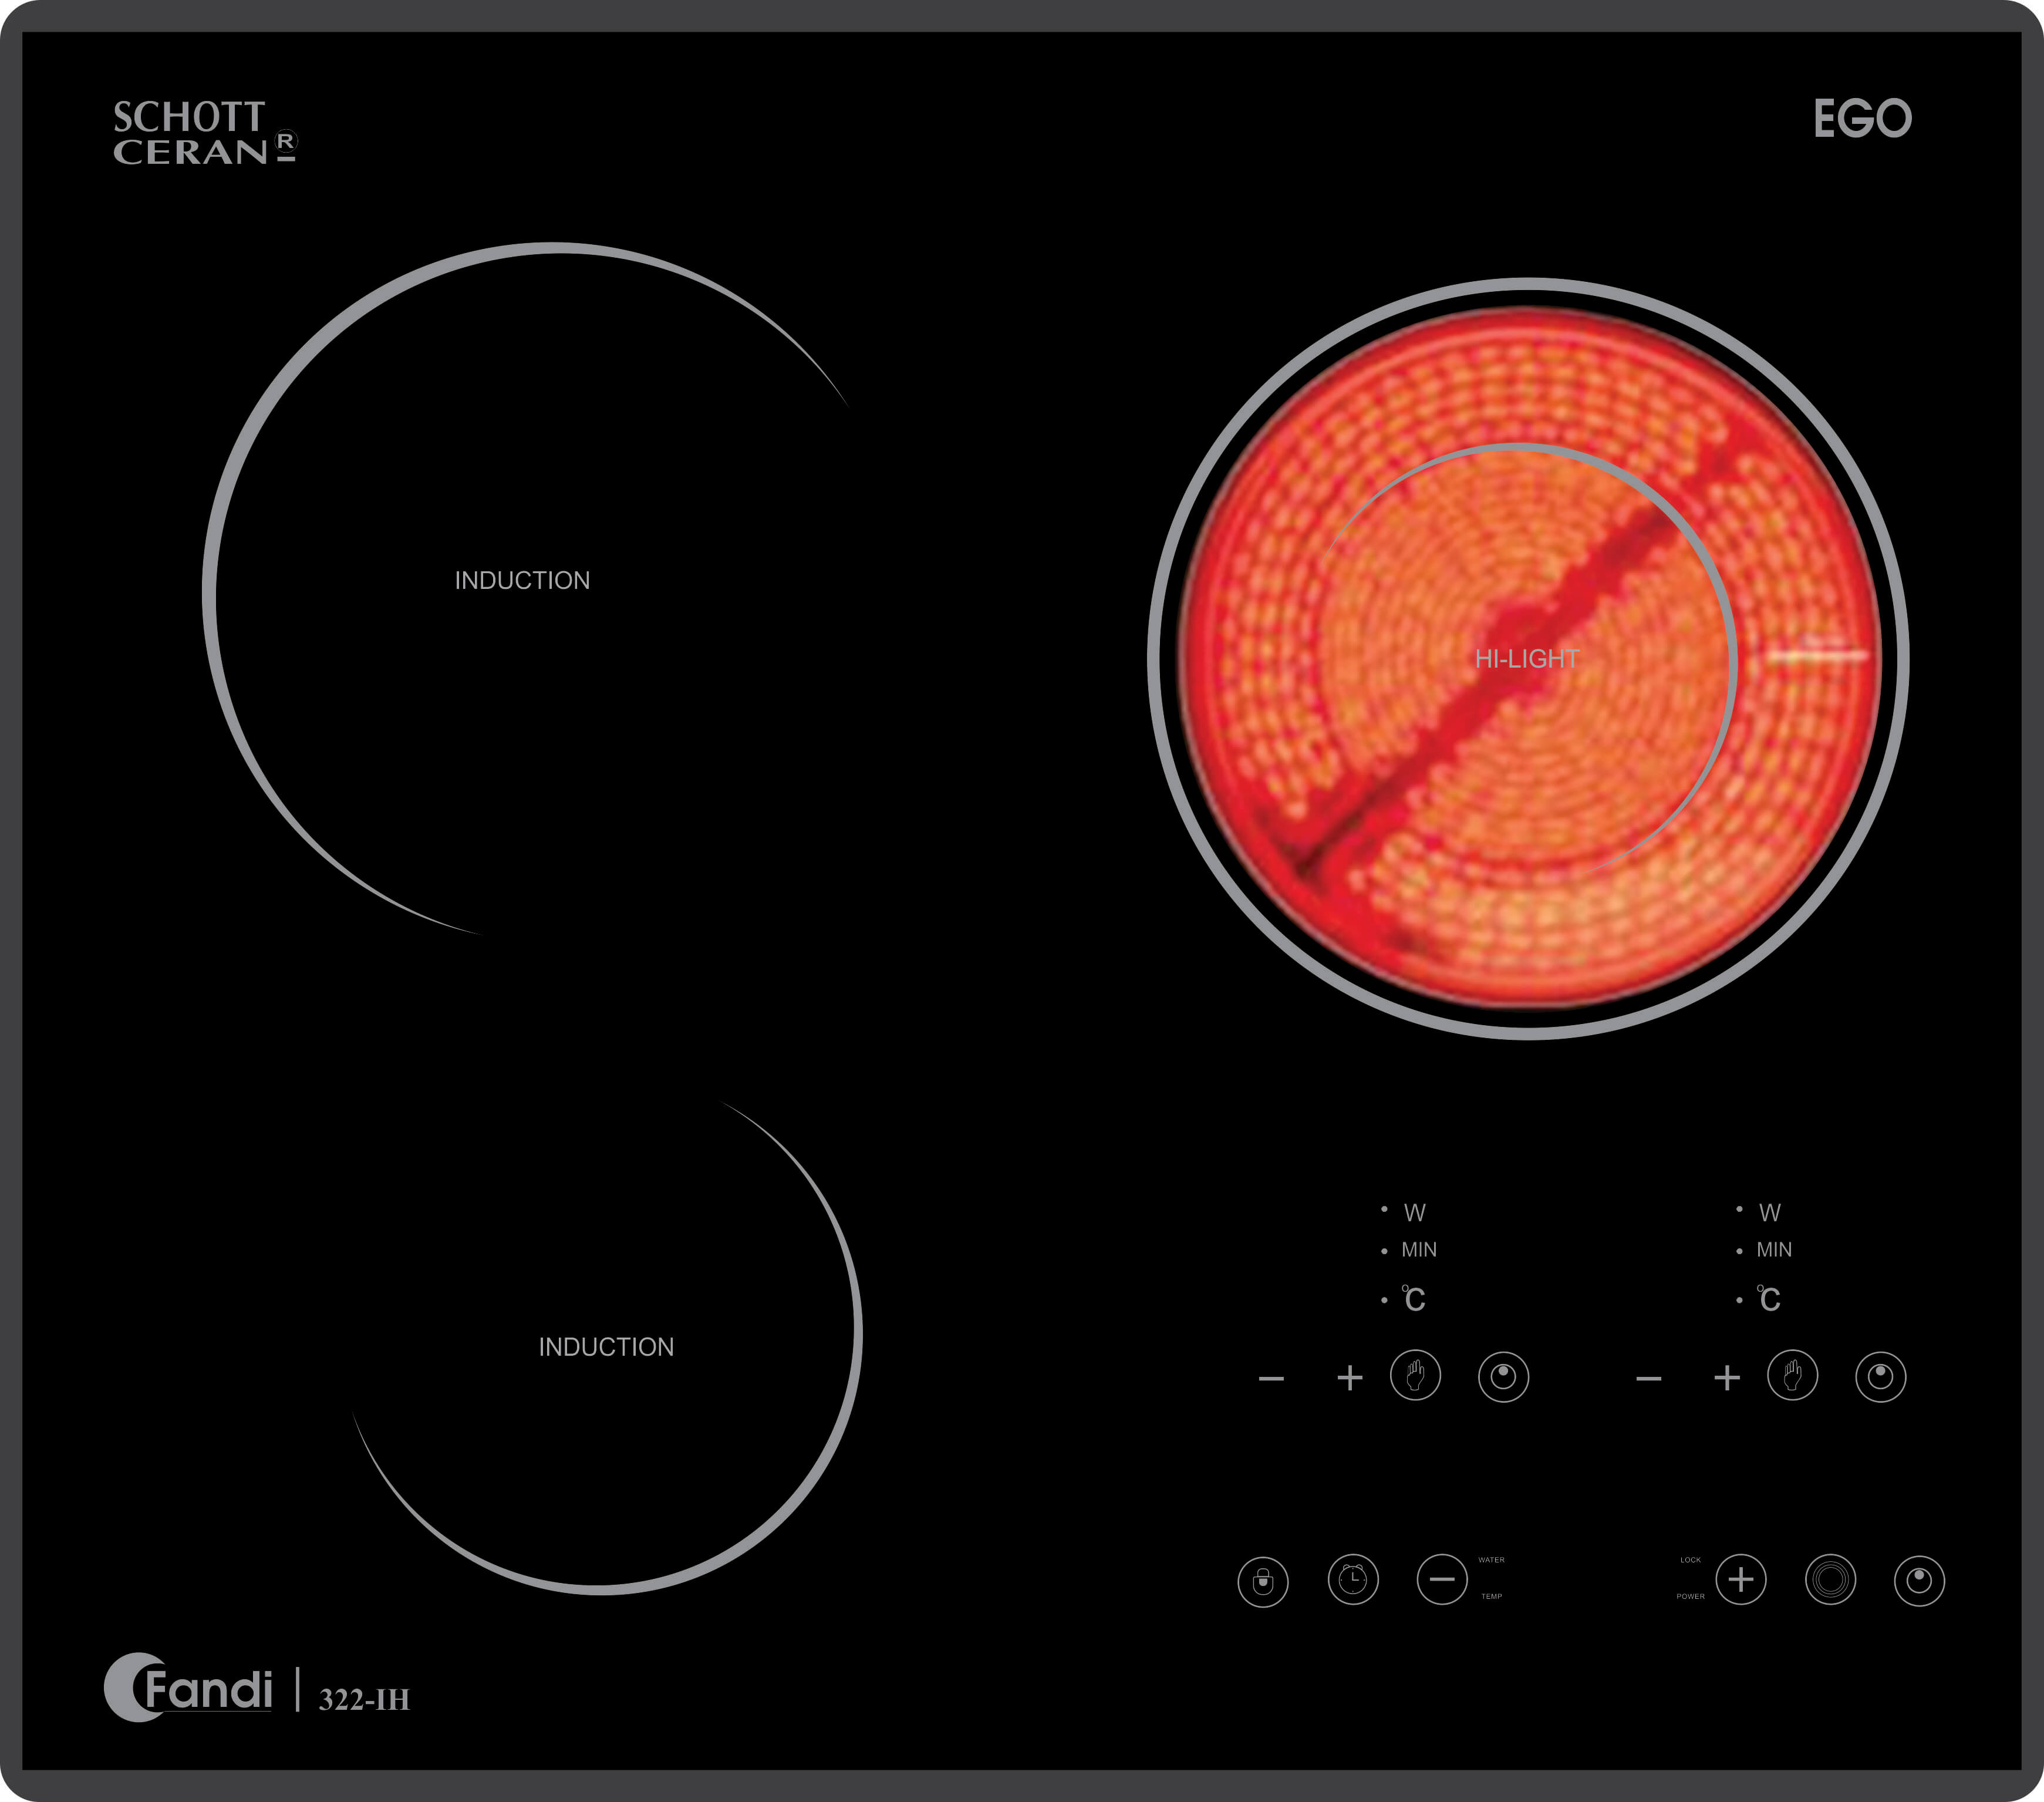 SCHOTT
CERAN®
EGO
INDUCTION
HI-LIGHT
INDUCTION
W
MIN
°C
W
MIN
°C
− +
− +
−
WATER
TEMP
LOCK
POWER
+
Fandi | 322-IH